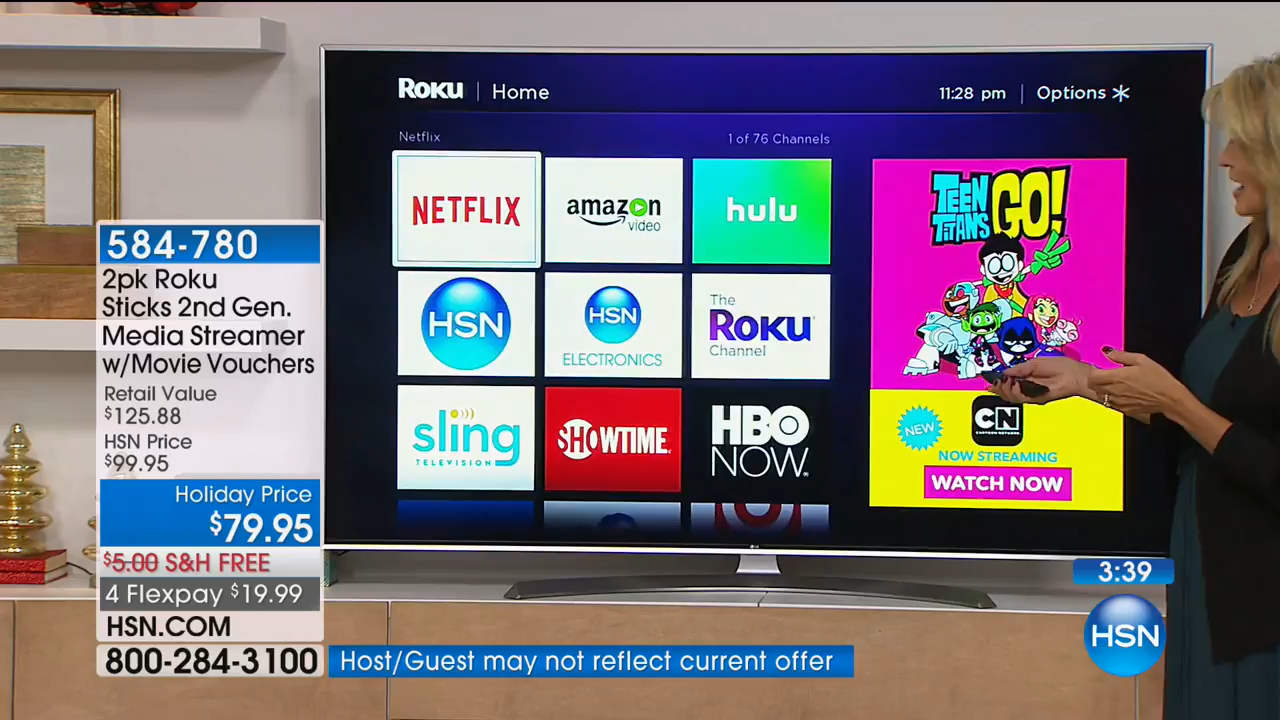 584-780
2pk Roku
Sticks 2nd Gen.
Media Streamer
w/Movie Vouchers
Retail Value
$125.88
HSN Price
$99.95
Holiday Price
$79.95
$5.00 S&H FREE
4 Flexpay $19.99
HSN.COM
800-284-3100
Host/Guest may not reflect current offer
ROKU | Home
11:28 pm | Options
Netflix
1 of 76 Channels
NETFLIX
amazon
video
hulu
HSN
HSN
ELECTRONICS
The
ROKU
Channel
sling
TELEVISION
SHOWTIME
HBO
NOW.
TEEN
TITANS
GO!
NEW
CN
CARTOON NETWORK
NOW STREAMING
WATCH NOW
LG
3:39
HSN